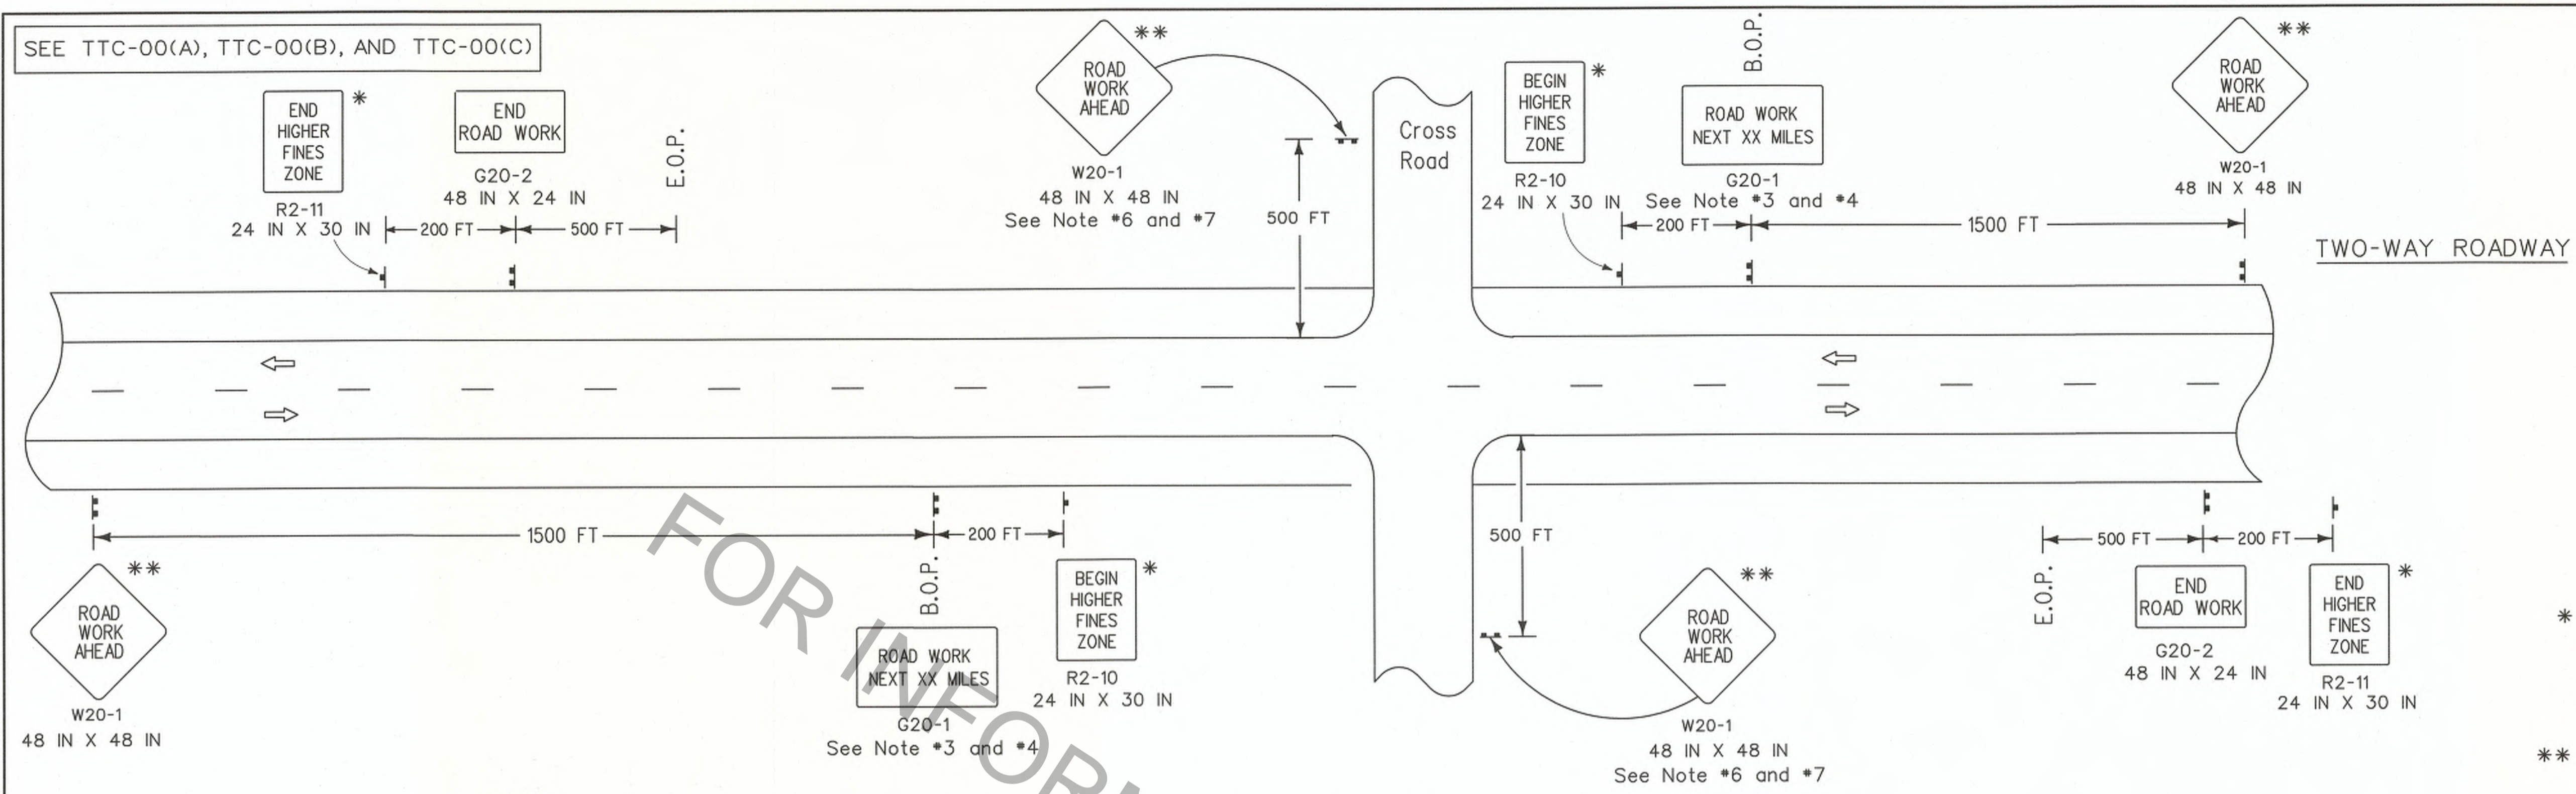 SEE TTC-00(A), TTC-00(B), AND TTC-00(C)
END
HIGHER
FINES
ZONE
*
R2-11
24 IN X 30 IN
END
ROAD WORK
G20-2
48 IN X 24 IN
E.O.P.
200 FT
500 FT
ROAD
WORK
AHEAD
**
W20-1
48 IN X 48 IN
See Note #6 and #7
500 FT
Cross
Road
BEGIN
HIGHER
FINES
ZONE
*
R2-10
24 IN X 30 IN
B.O.P.
ROAD WORK
NEXT XX MILES
G20-1
See Note #3 and #4
200 FT
1500 FT
ROAD
WORK
AHEAD
**
W20-1
48 IN X 48 IN
TWO-WAY ROADWAY
1500 FT
200 FT
ROAD
WORK
AHEAD
**
W20-1
48 IN X 48 IN
B.O.P.
ROAD WORK
NEXT XX MILES
G20-1
See Note #3 and #4
BEGIN
HIGHER
FINES
ZONE
*
R2-10
24 IN X 30 IN
500 FT
ROAD
WORK
AHEAD
**
W20-1
48 IN X 48 IN
See Note #6 and #7
500 FT
200 FT
E.O.P.
END
ROAD WORK
G20-2
48 IN X 24 IN
END
HIGHER
FINES
ZONE
*
R2-11
24 IN X 30 IN
*
**
FOR